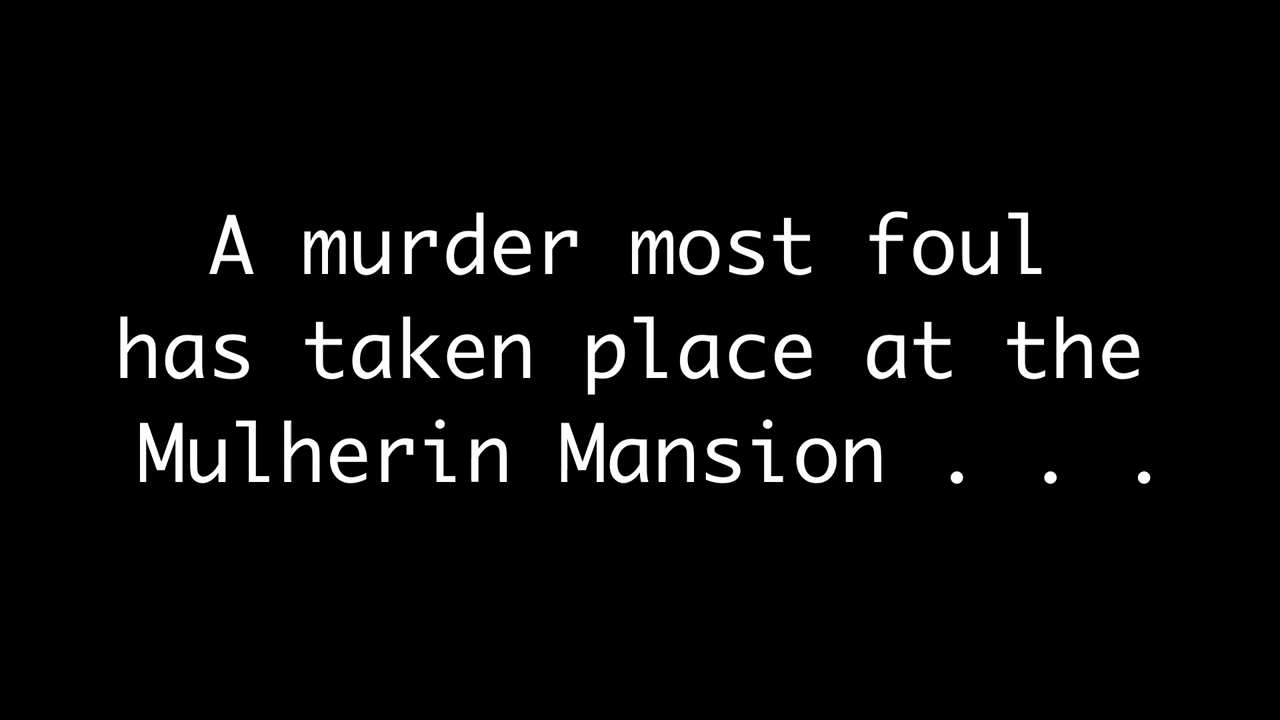 A murder most foul
has taken place at the
Mulherin Mansion . . .